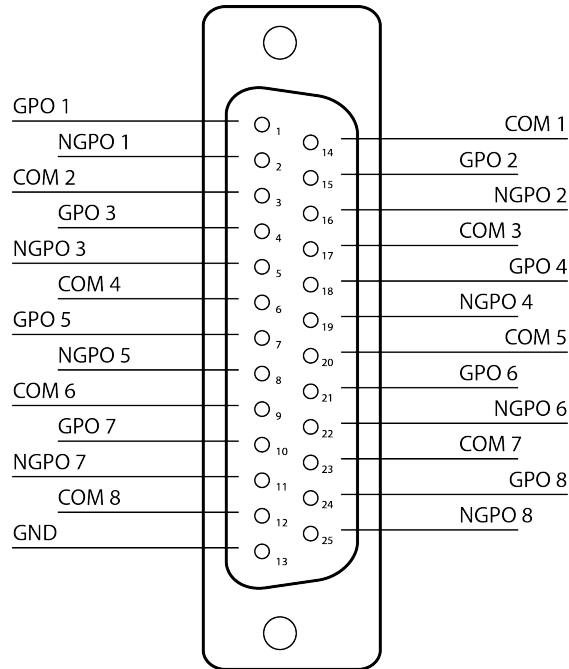 GPO 1
NGPO 1
COM 2
GPO 3
NGPO 3
COM 4
GPO 5
NGPO 5
COM 6
GPO 7
NGPO 7
COM 8
GND
1
2
3
4
5
6
7
8
9
10
11
12
13
14
15
16
17
18
19
20
21
22
23
24
25
COM 1
GPO 2
NGPO 2
COM 3
GPO 4
NGPO 4
COM 5
GPO 6
NGPO 6
COM 7
GPO 8
NGPO 8